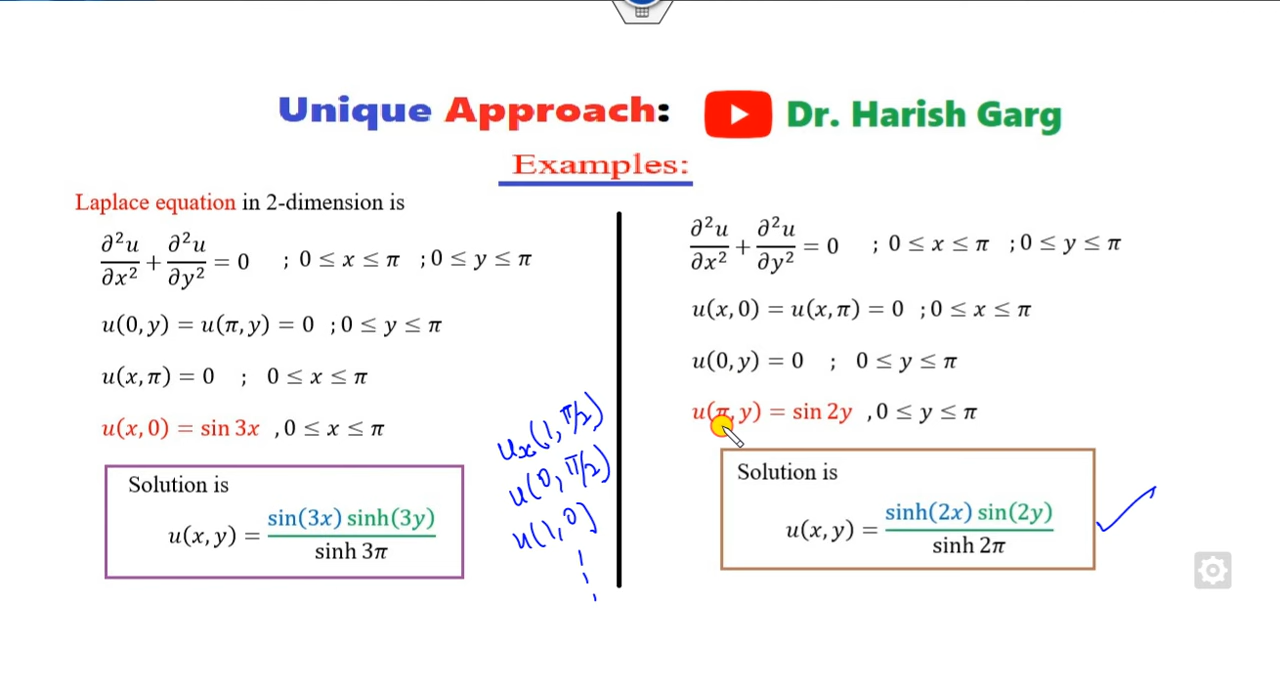 Unique Approach: Dr. Harish Garg
Examples:
Laplace equation in 2-dimension is
∂²u/∂x² + ∂²u/∂y² = 0 ; 0 ≤ x ≤ π ; 0 ≤ y ≤ π
u(0, y) = u(π, y) = 0 ; 0 ≤ y ≤ π
u(x, π) = 0 ; 0 ≤ x ≤ π
u(x, 0) = sin 3x , 0 ≤ x ≤ π
Solution is
u(x, y) = sin(3x) sinh(3y) / sinh 3π
uₓ(1, π/2)
u(0, π/2)
u(1, 0)
∂²u/∂x² + ∂²u/∂y² = 0 ; 0 ≤ x ≤ π ; 0 ≤ y ≤ π
u(x, 0) = u(x, π) = 0 ; 0 ≤ x ≤ π
u(0, y) = 0 ; 0 ≤ y ≤ π
u(π, y) = sin 2y , 0 ≤ y ≤ π
Solution is
u(x, y) = sinh(2x) sin(2y) / sinh 2π